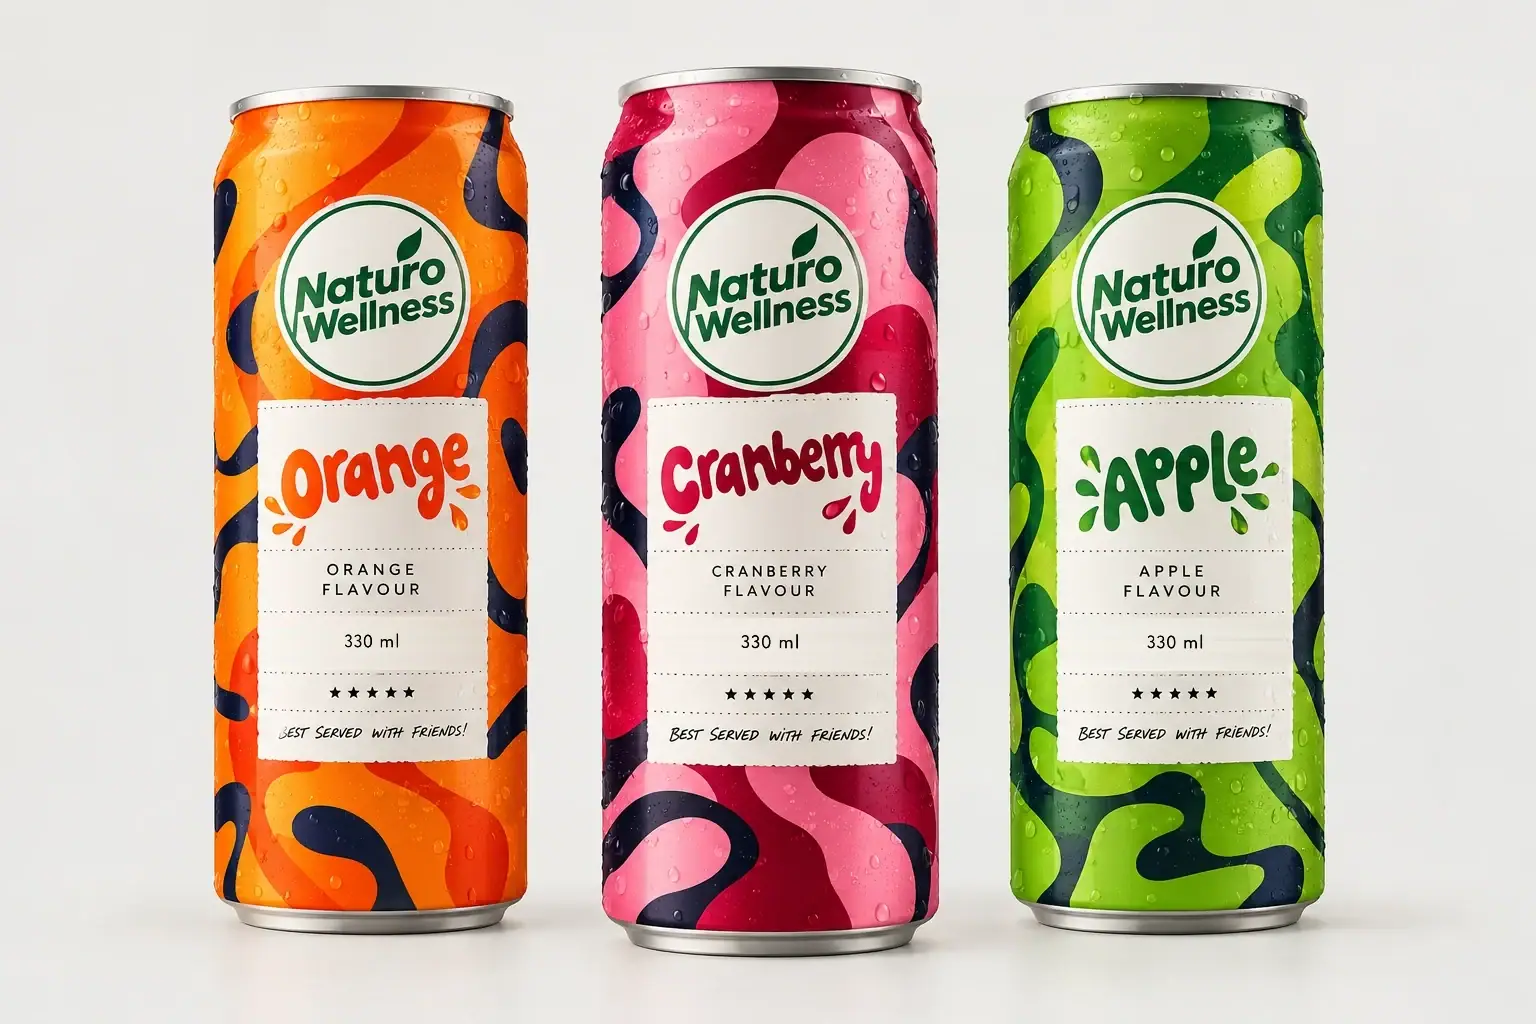 Naturo
Wellness
Orange
ORANGE
FLAVOUR
330 ml
★★★★★
BEST SERVED WITH FRIENDS!
Naturo
Wellness
Cranberry
CRANBERRY
FLAVOUR
330 ml
★★★★★
BEST SERVED WITH FRIENDS!
Naturo
Wellness
Apple
APPLE
FLAVOUR
330 ml
★★★★★
BEST SERVED WITH FRIENDS!